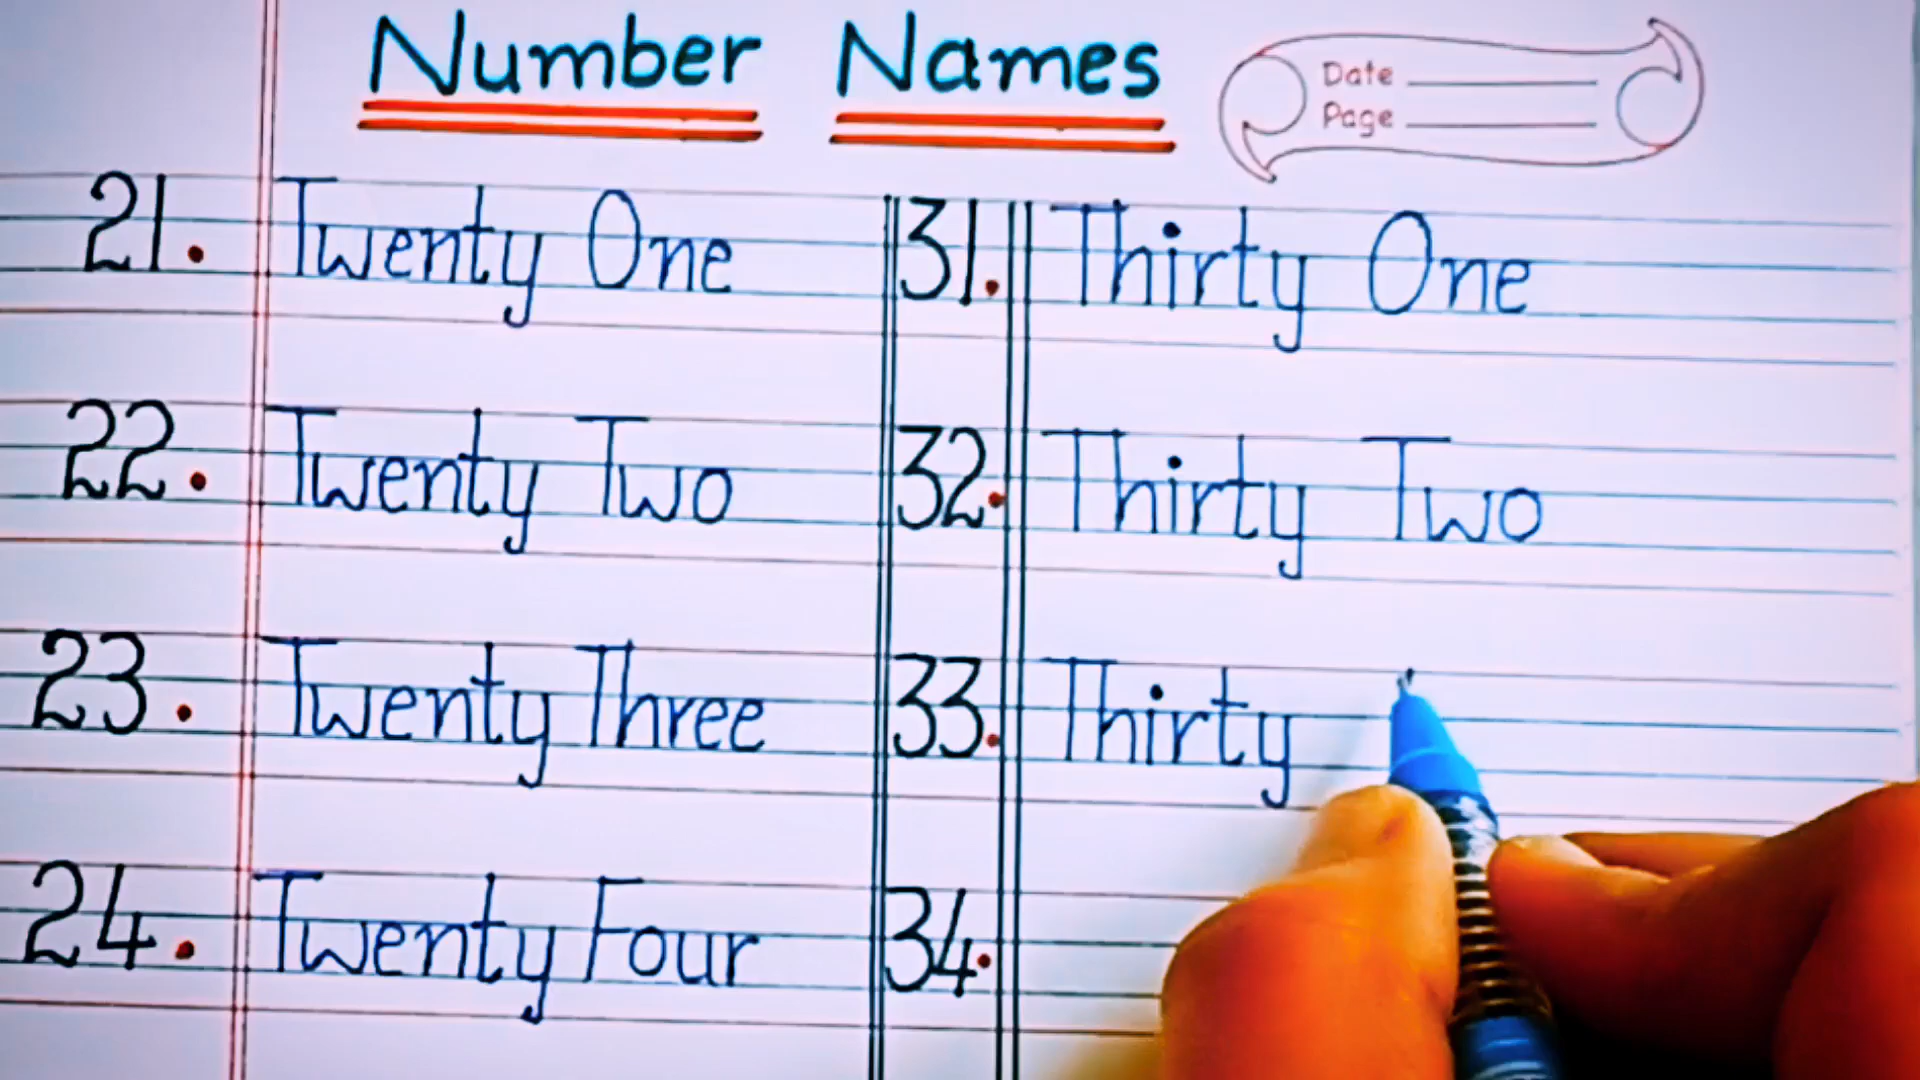 Number Names
Date
Page
21. Twenty One
31. Thirty One
22. Twenty Two
32. Thirty Two
23. Twenty Three
33. Thirty
24. Twenty Four
34.